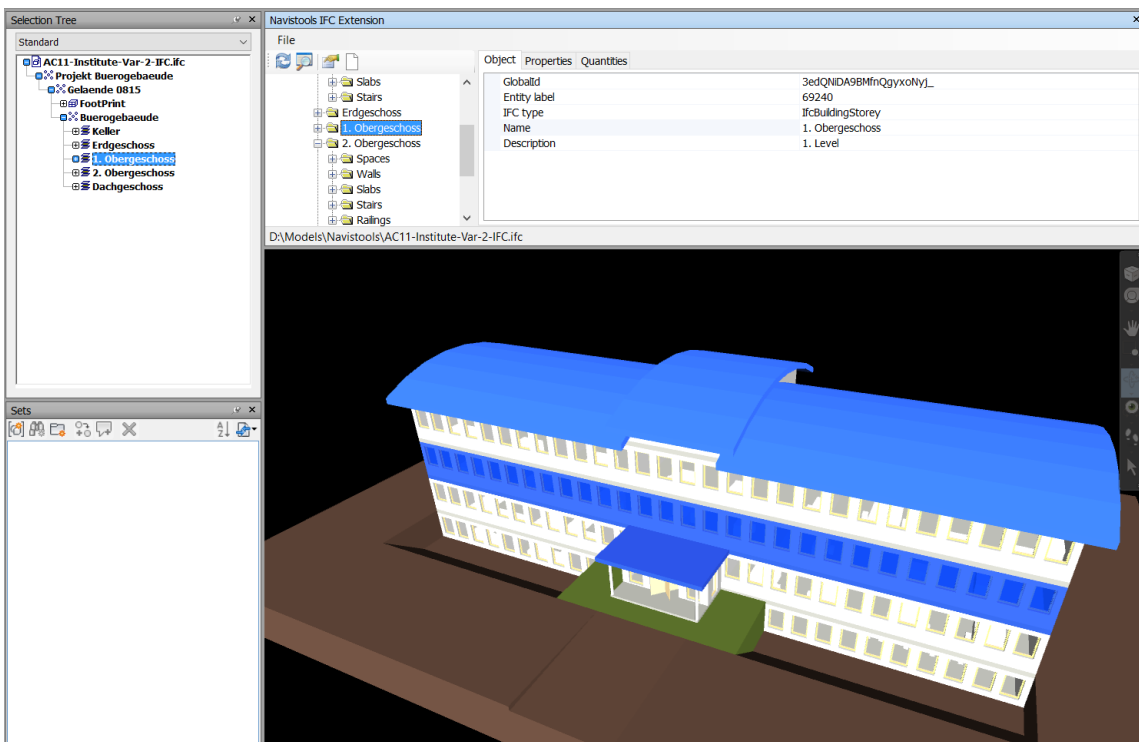 Selection Tree
Standard
AC11-Institute-Var-2-IFC.ifc
Projekt Buerogebaeude
Gelaende 0815
FootPrint
Buerogebaeude
Keller
Erdgeschoss
1. Obergeschoss
2. Obergeschoss
Dachgeschoss
Sets
Navistools IFC Extension
File
Slabs
Stairs
Erdgeschoss
1. Obergeschoss
2. Obergeschoss
Spaces
Walls
Slabs
Stairs
Railings
Object Properties Quantities
GlobalId 3edQNiDA9BMfnQgyxoNyj_
Entity label 69240
IFC type IfcBuildingStorey
Name 1. Obergeschoss
Description 1. Level
D:\Models\Navistools\AC11-Institute-Var-2-IFC.ifc